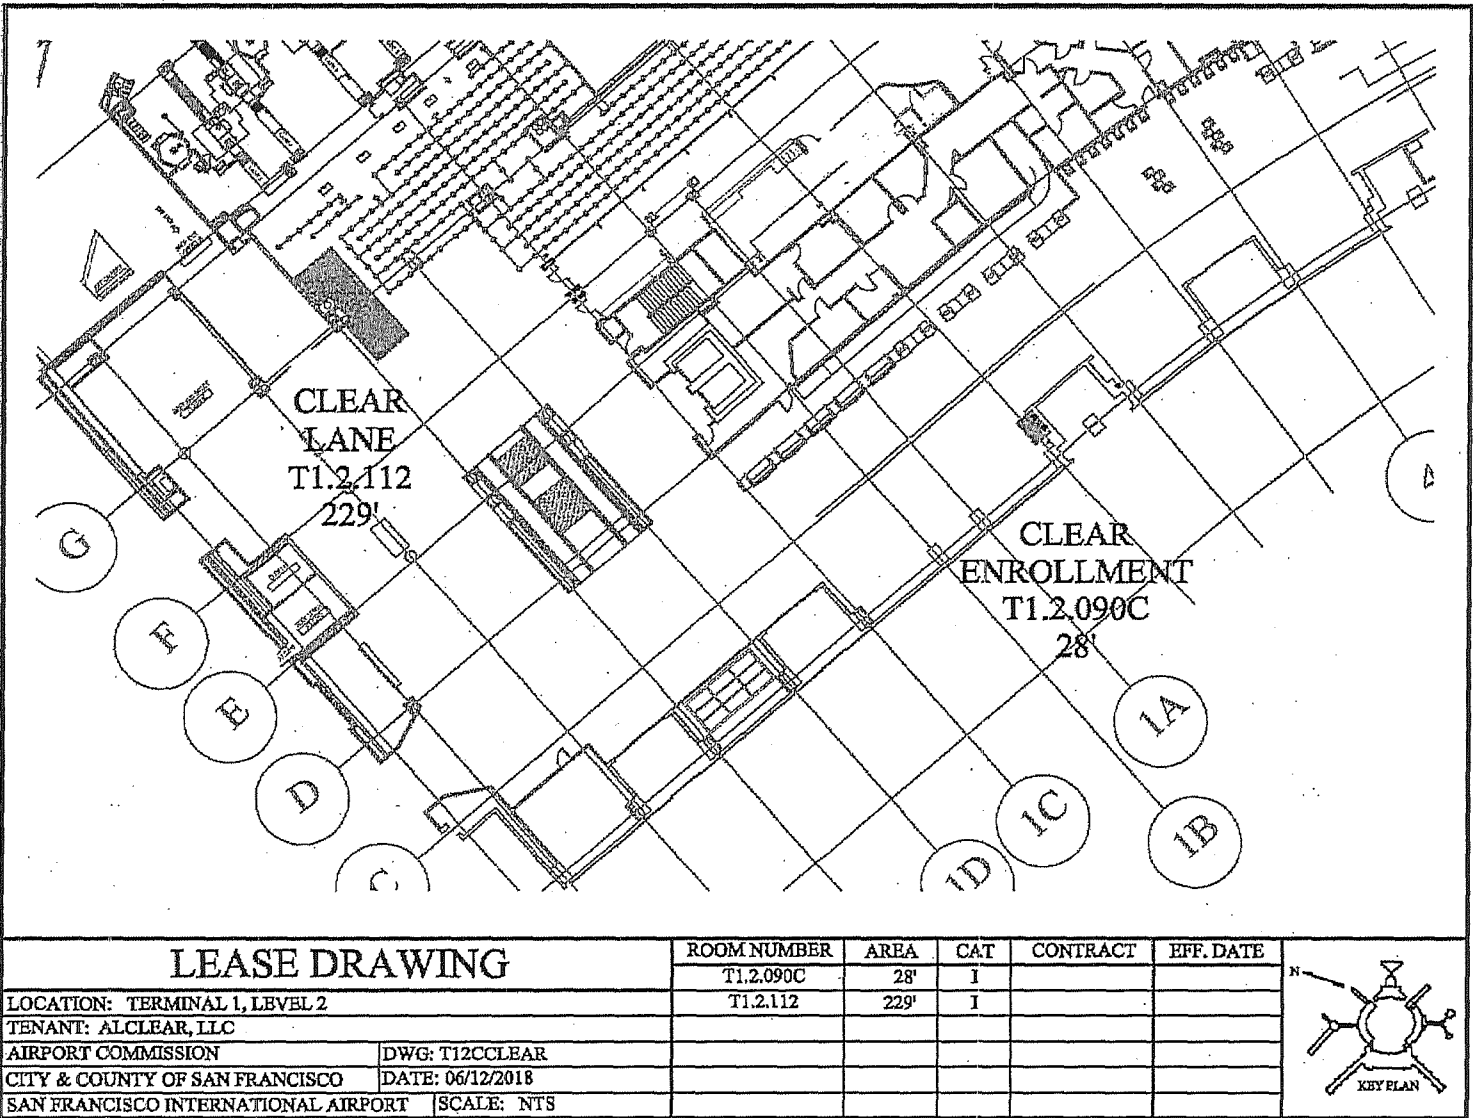 CLEAR
LANE
T1.2.112
229'
CLEAR
ENROLLMENT
T1.2.090C
28'
G
F
E
D
C
1D
1C
1B
1A
LEASE DRAWING
LOCATION: TERMINAL 1, LEVEL 2
TENANT: ALCLEAR, LLC
AIRPORT COMMISSION DWG: T12CCLEAR
CITY & COUNTY OF SAN FRANCISCO DATE: 06/12/2018
SAN FRANCISCO INTERNATIONAL AIRPORT SCALE: NTS
ROOM NUMBER AREA CAT CONTRACT EFF. DATE
T1.2.090C 28' I
T1.2.112 229' I
N
KEY PLAN